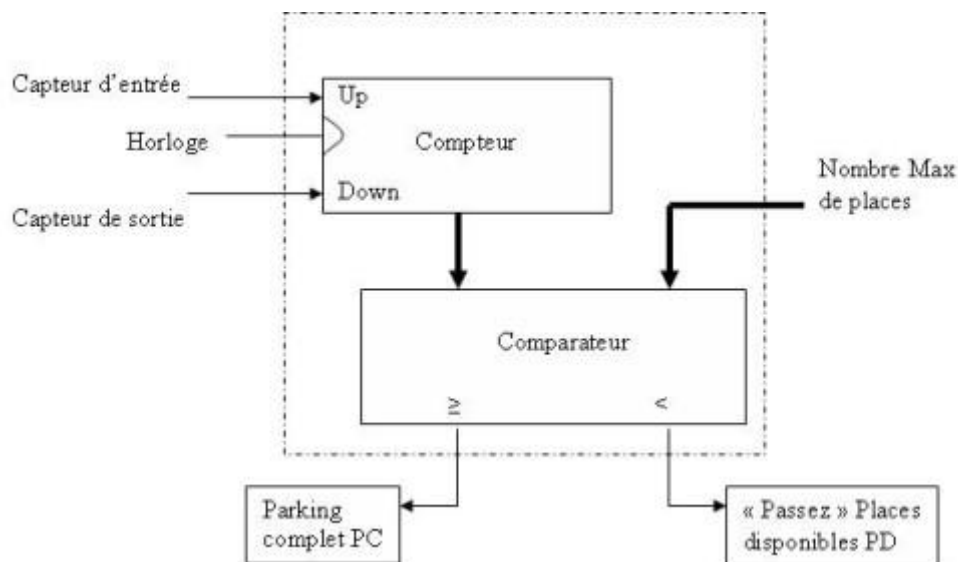 Capteur d'entrée
Horloge
Capteur de sortie
Up
Compteur
Down
Nombre Max
de places
Comparateur
≥
<
Parking
complet PC
« Passez » Places
disponibles PD